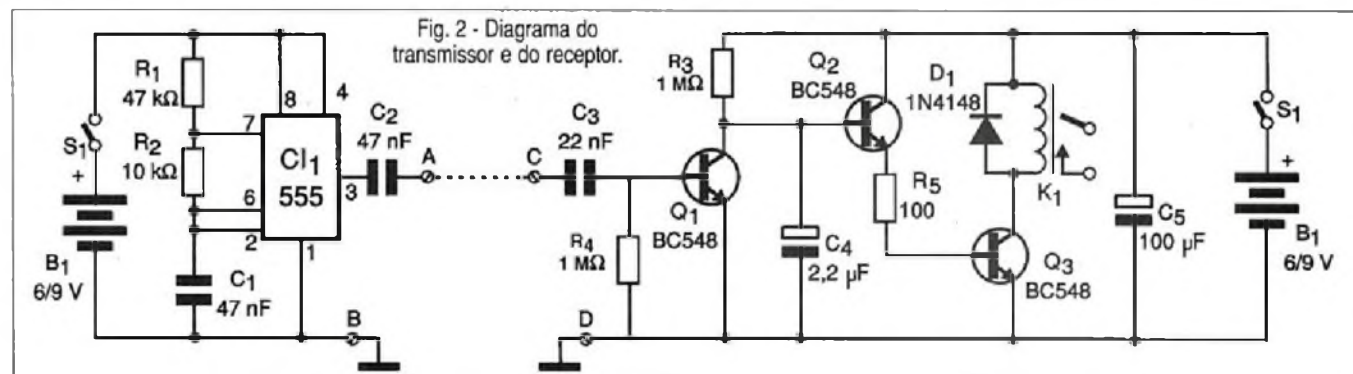 Fig. 2 - Diagrama do
transmissor e do receptor.
S1
+
B1
6/9 V
R1
47 kΩ
R2
10 kΩ
C1
47 nF
7
6
2
8
4
CI1
555
3
1
C2
47 nF
A
B
C
D
C3
22 nF
R4
1 MΩ
R3
1 MΩ
Q1
BC548
C4
2,2 µF
Q2
BC548
R5
100
D1
1N4148
K1
Q3
BC548
C5
100 µF
S1
+
B1
6/9 V